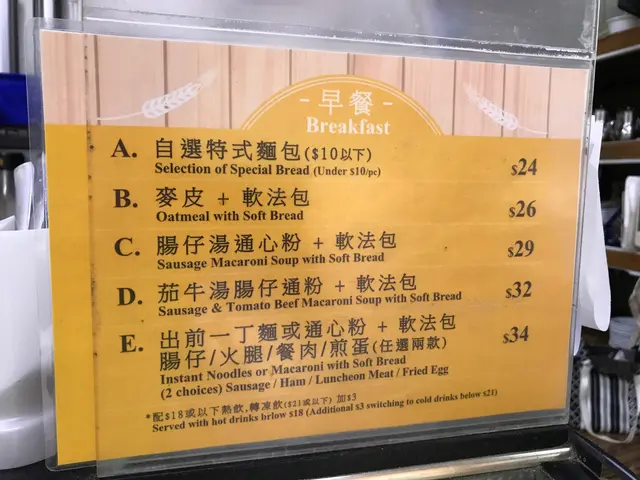 - 早餐 -
Breakfast
A. 自選特式麵包($10以下)
Selection of Special Bread (Under $10/pc)
$24
B. 麥皮 + 軟法包
Oatmeal with Soft Bread
$26
C. 腸仔湯通心粉 + 軟法包
Sausage Macaroni Soup with Soft Bread
$29
D. 茄牛湯腸仔通粉 + 軟法包
Sausage & Tomato Beef Macaroni Soup with Soft Bread
$32
E. 出前一丁麵或通心粉 + 軟法包
腸仔/火腿/餐肉/煎蛋(任選兩款)
Instant Noodles or Macaroni with Soft Bread
(2 choices) Sausage / Ham / Luncheon Meat / Fried Egg
$34
*配$18或以下熱飲,轉凍飲($21或以下) 加$3
Served with hot drinks brlow $18 (Additional $3 switching to cold drinks below $21)